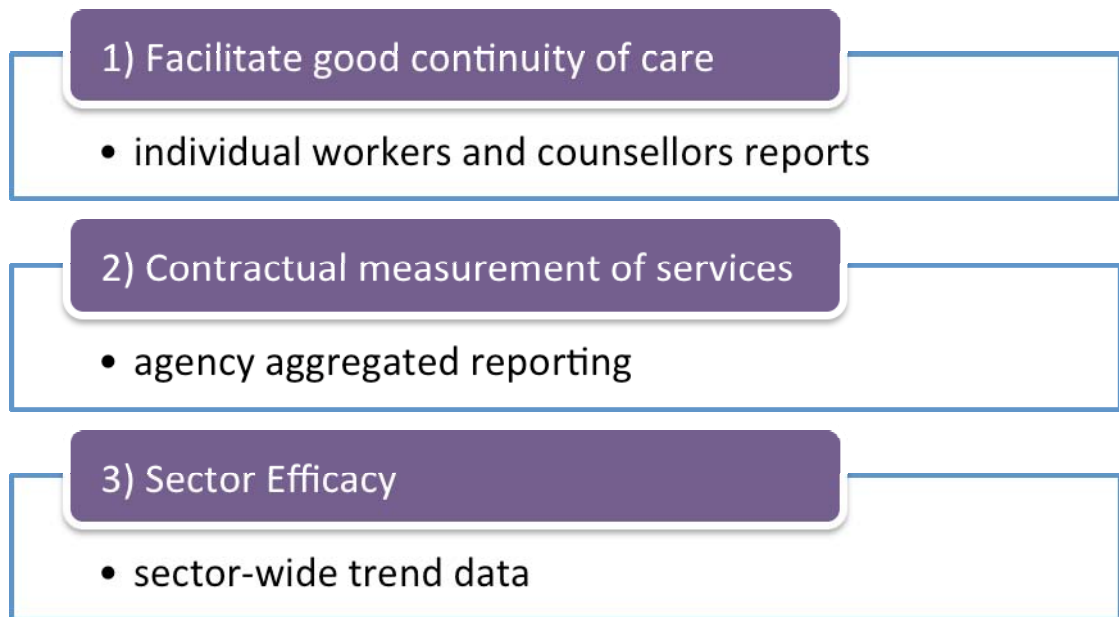 1) Facilitate good continuity of care
• individual workers and counsellors reports
2) Contractual measurement of services
• agency aggregated reporting
3) Sector Efficacy
• sector-wide trend data